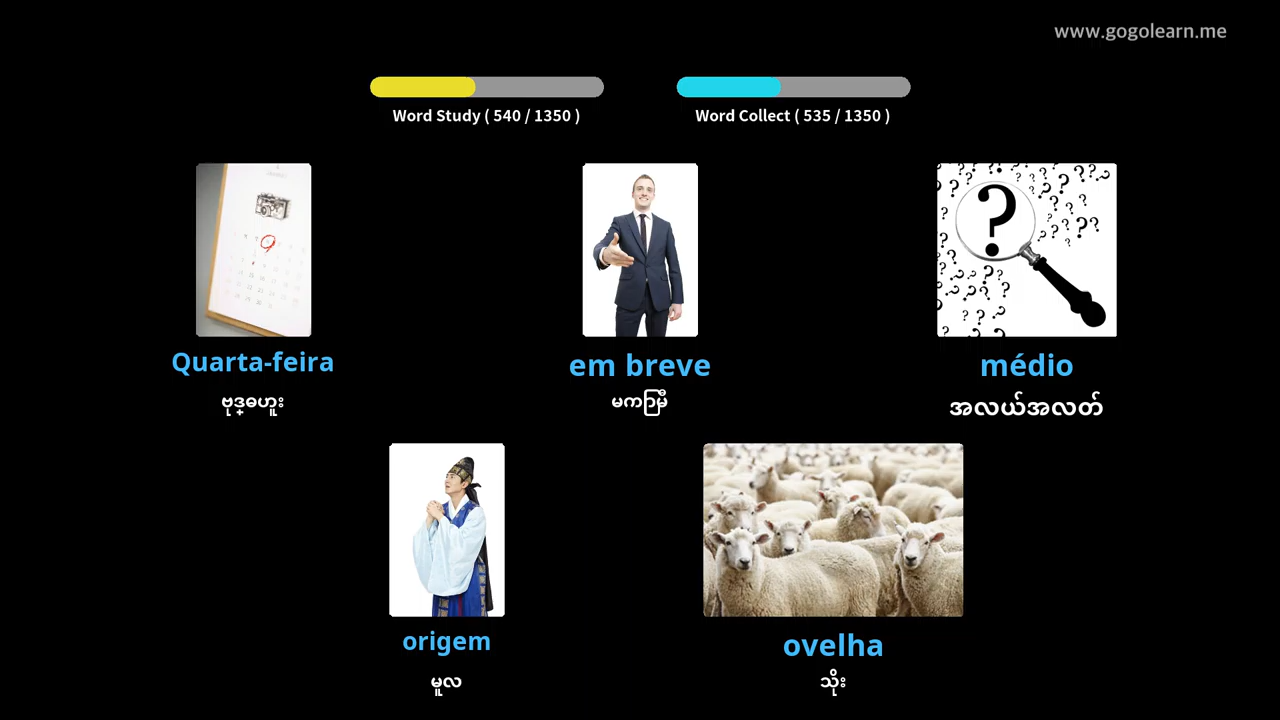 www.gogolearn.me
Word Study ( 540 / 1350 )
Word Collect ( 535 / 1350 )
Quarta-feira
ဗုဒ္ဓဟူး
em breve
မကြာမီ
médio
အလယ်အလတ်
origem
မူလ
ovelha
သိုး